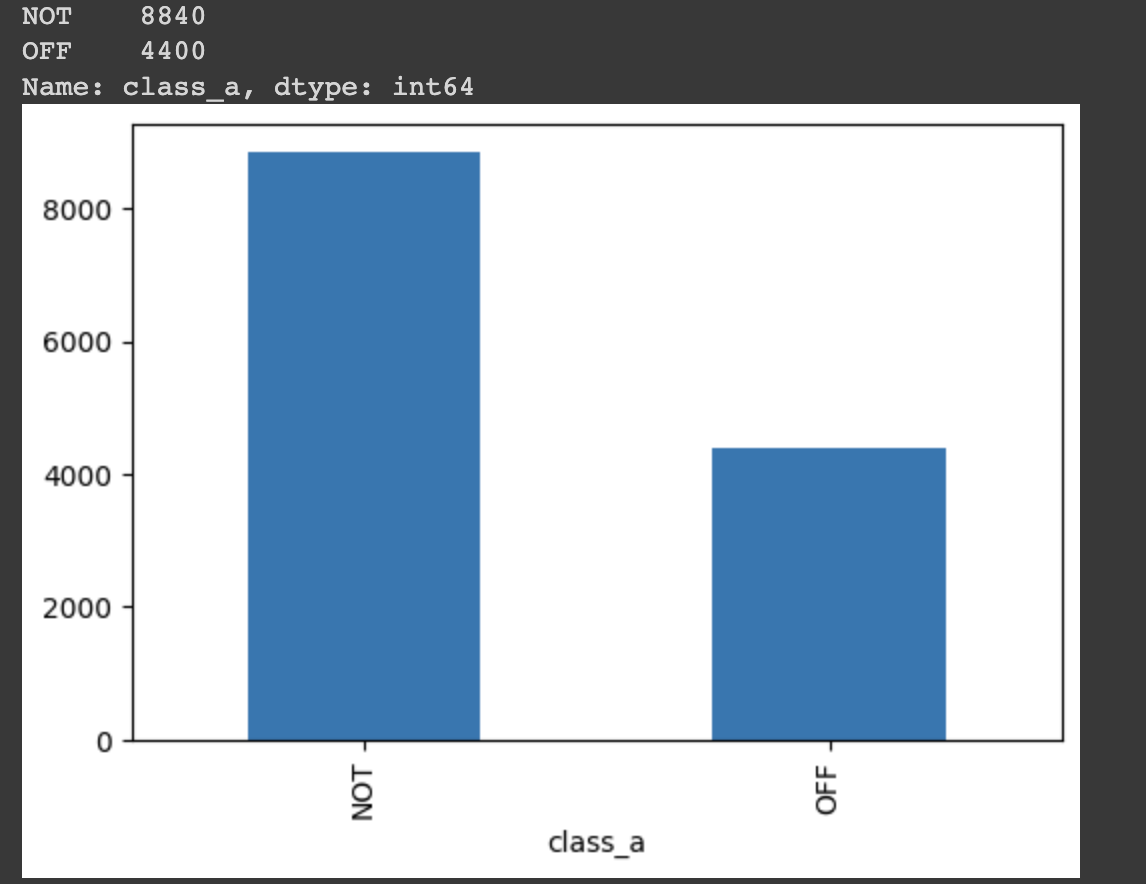 NOT    8840
OFF    4400
Name: class_a, dtype: int64
8000
6000
4000
2000
0
NOT
OFF
class_a